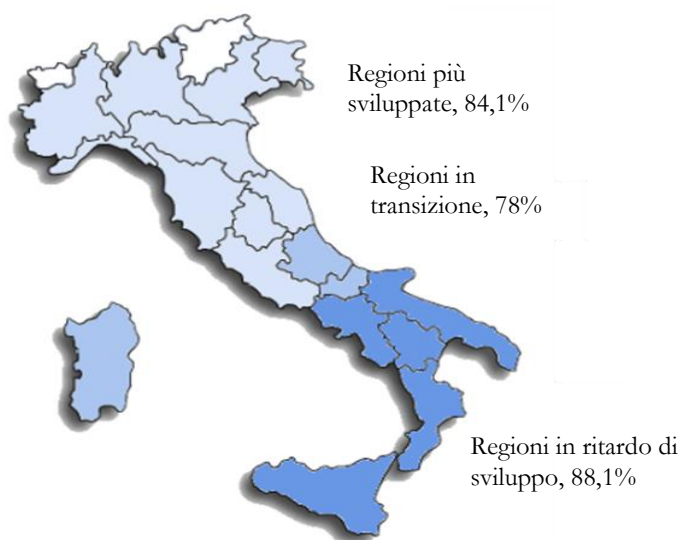 Regioni più
sviluppate, 84,1%
Regioni in
transizione, 78%
Regioni in ritardo di
sviluppo, 88,1%